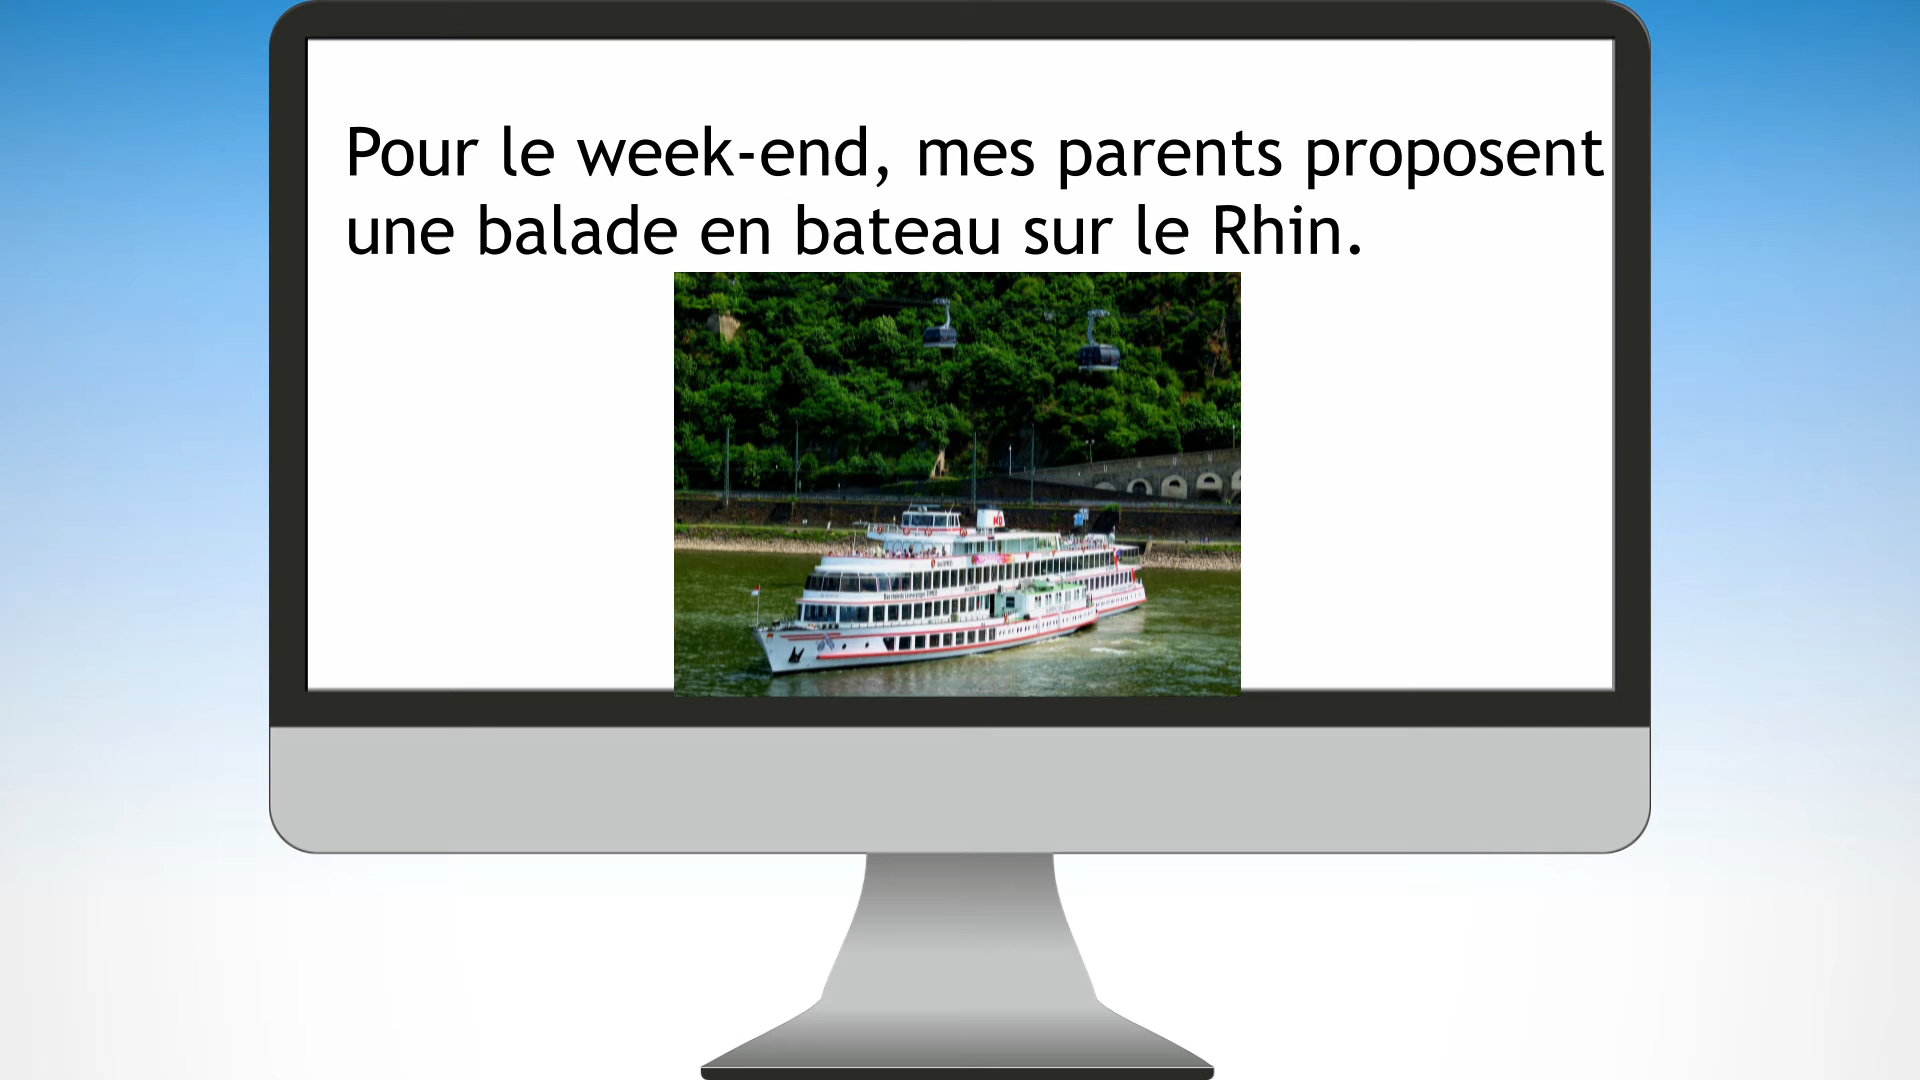 Pour le week-end, mes parents proposent
une balade en bateau sur le Rhin.